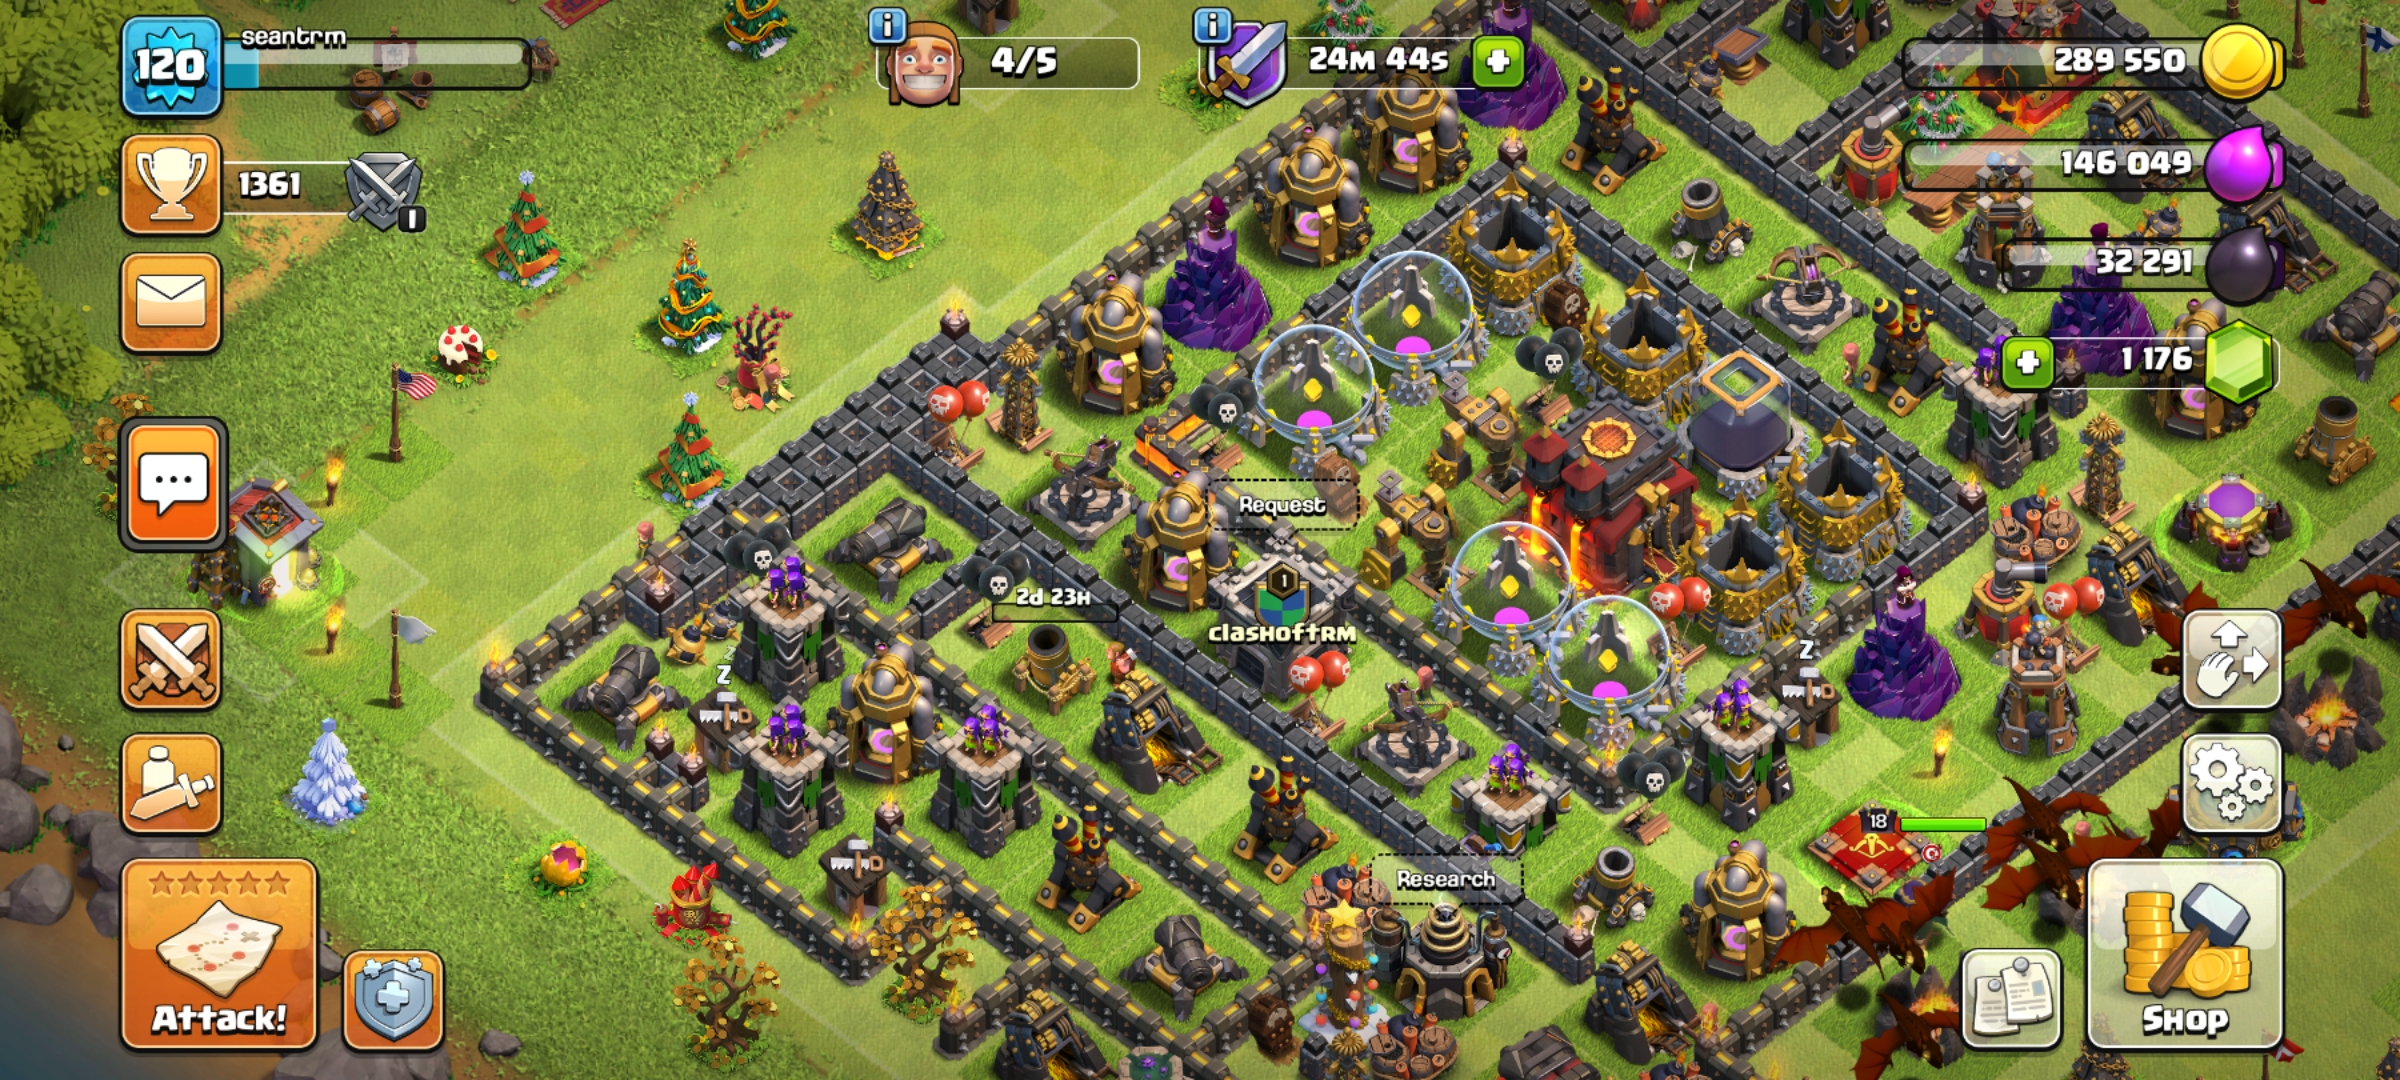 120
seantrm
4/5
24M 44s
289 550
1361
I
146 049
32 291
1 176
Request
1
clashoftrm
2d 23H
Z
Z
Z
18
Research
Attack!
Shop